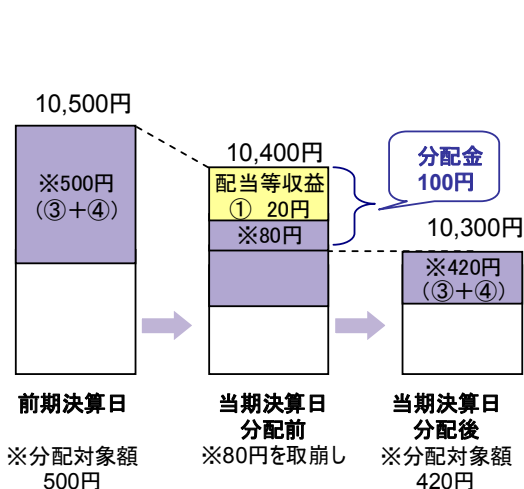 10,500円
※500円
(③+④)
10,400円
配当等収益
① 20円
※80円
分配金
100円
10,300円
※420円
(③+④)
前期決算日
※分配対象額
500円
当期決算日
分配前
※80円を取崩し
当期決算日
分配後
※分配対象額
420円